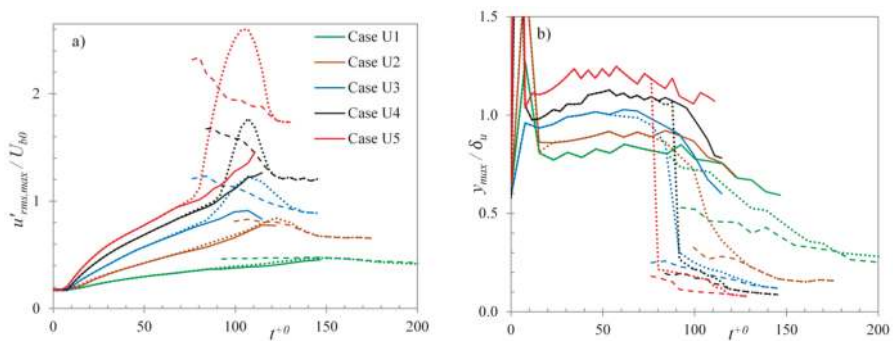 a)
Case U1
Case U2
Case U3
Case U4
Case U5
2
1
0
0
50
100
150
200
t⁺⁰
u'rms,max / Ub0
b)
1.5
1.0
0.5
0.0
0
50
100
150
200
t⁺⁰
ymax / δu